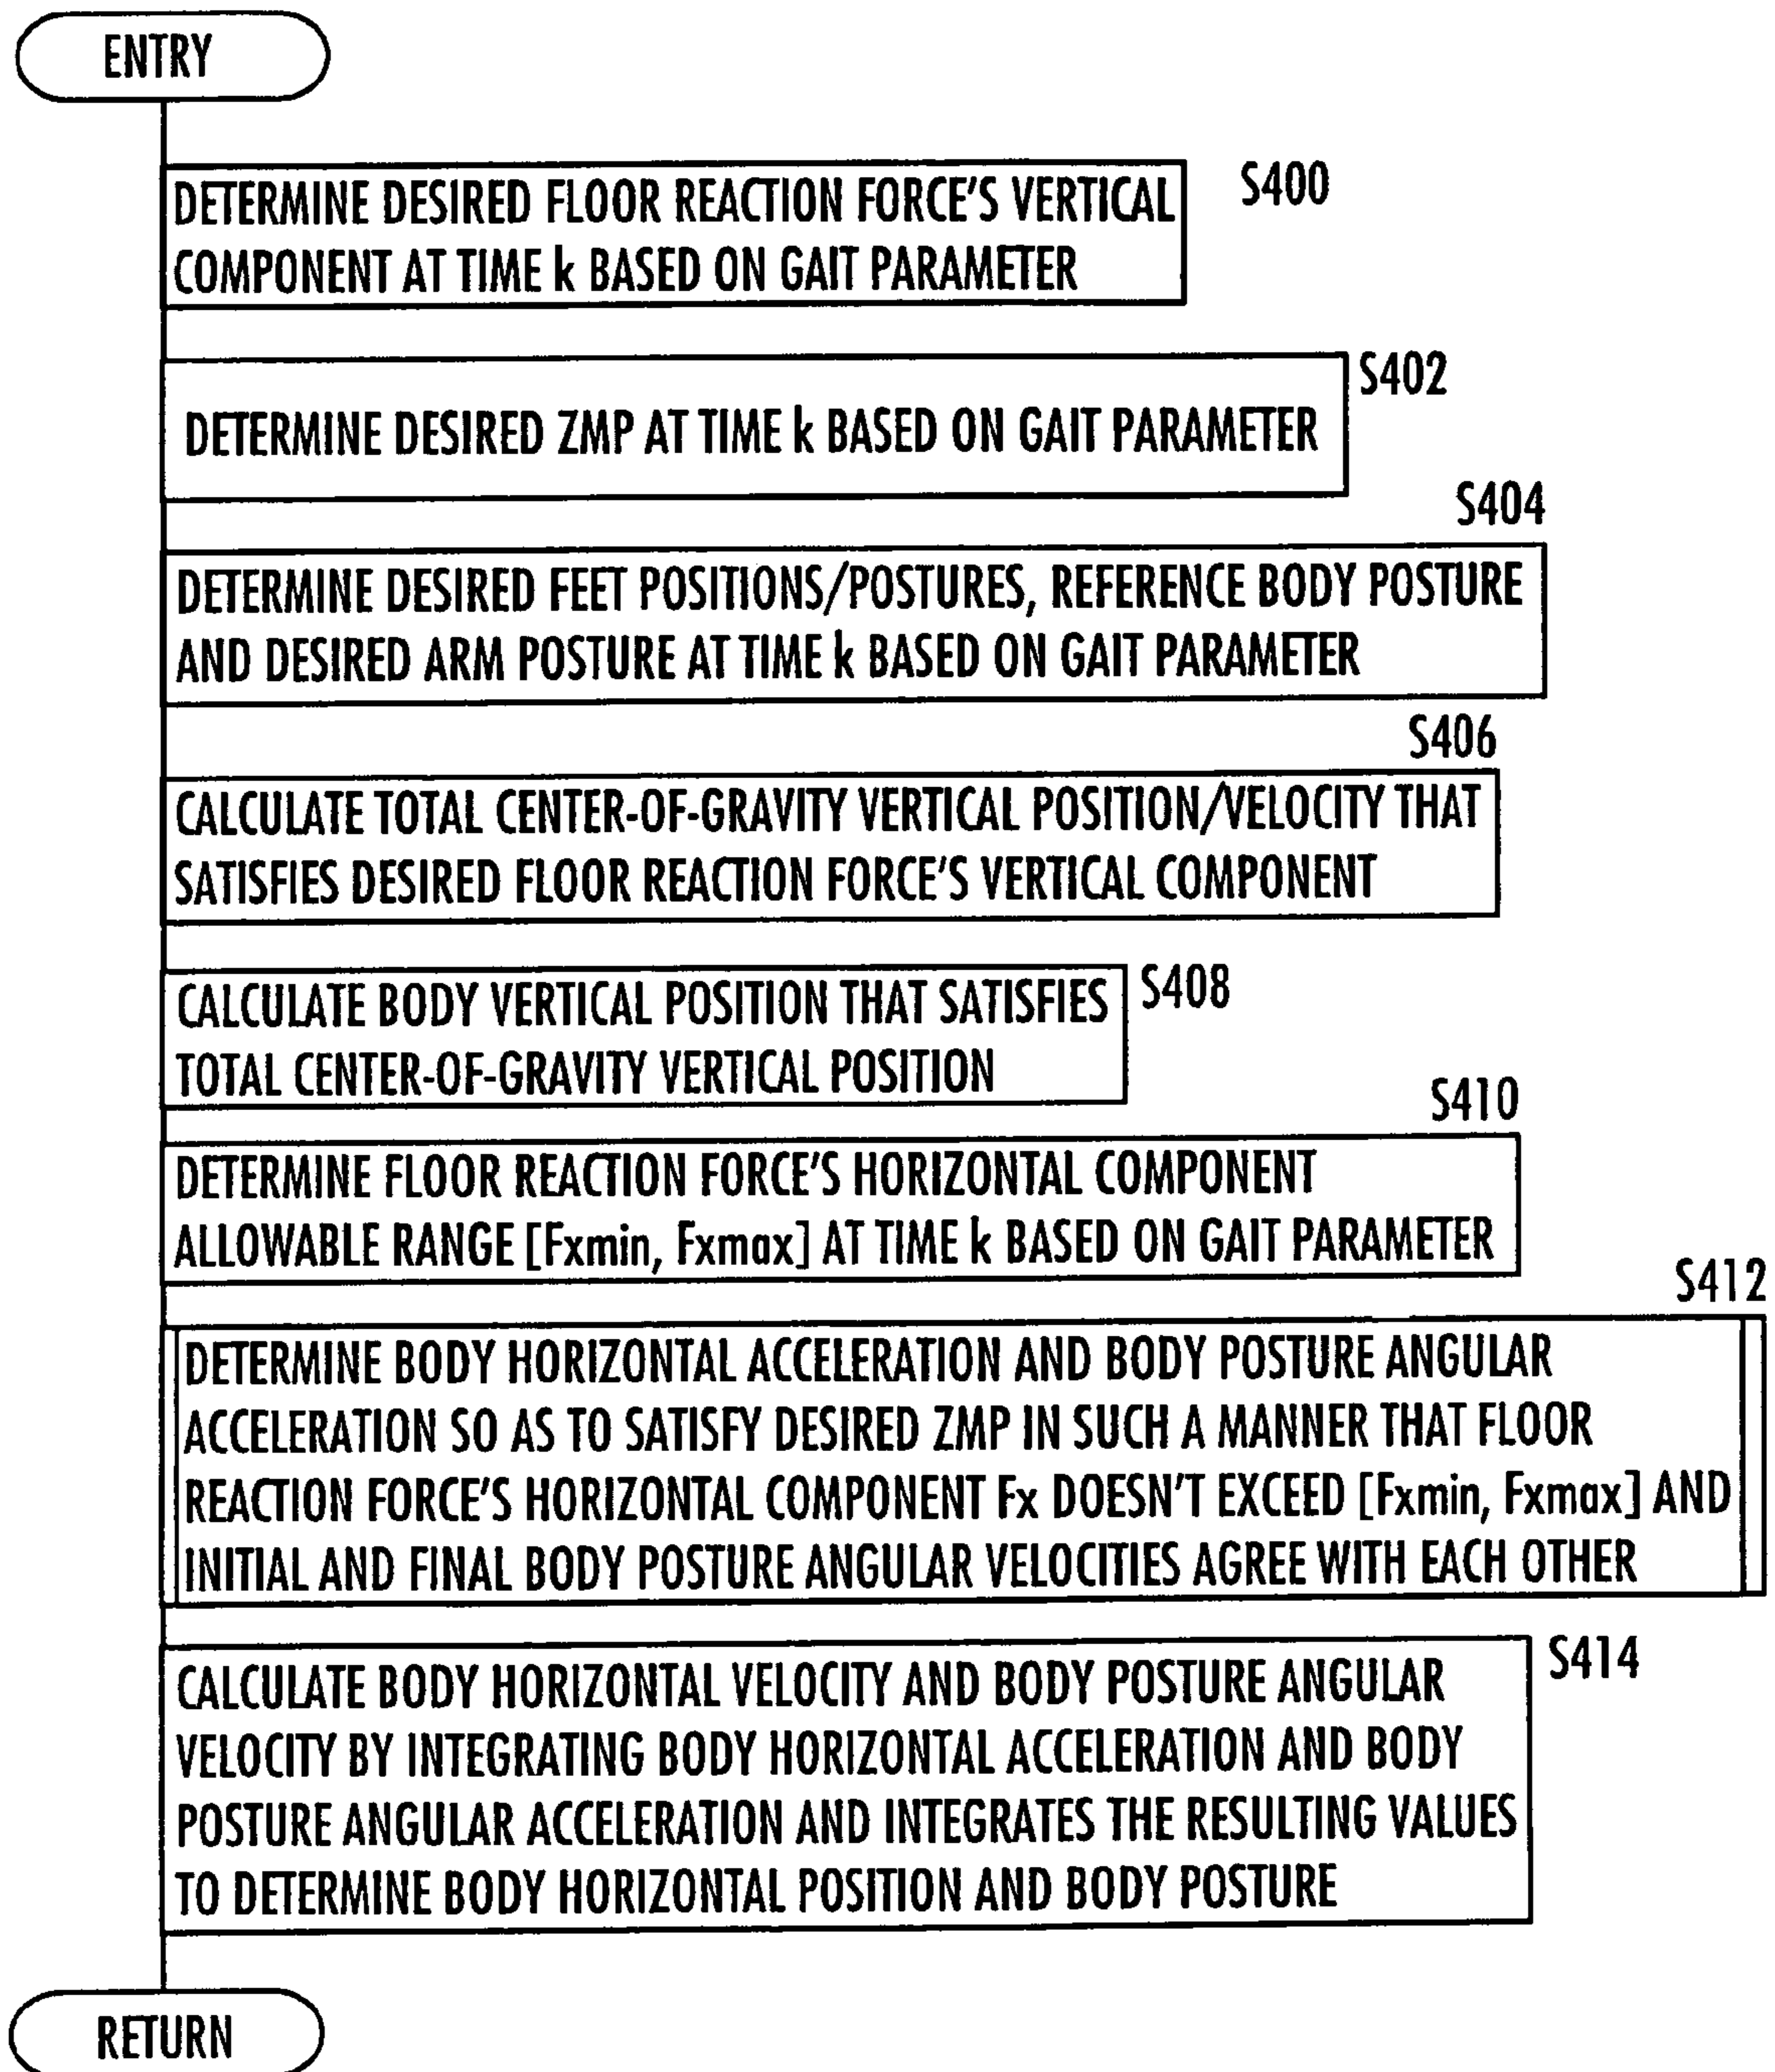 ENTRY
S400
DETERMINE DESIRED FLOOR REACTION FORCE'S VERTICAL
COMPONENT AT TIME k BASED ON GAIT PARAMETER
S402
DETERMINE DESIRED ZMP AT TIME k BASED ON GAIT PARAMETER
S404
DETERMINE DESIRED FEET POSITIONS/POSTURES, REFERENCE BODY POSTURE
AND DESIRED ARM POSTURE AT TIME k BASED ON GAIT PARAMETER
S406
CALCULATE TOTAL CENTER-OF-GRAVITY VERTICAL POSITION/VELOCITY THAT
SATISFIES DESIRED FLOOR REACTION FORCE'S VERTICAL COMPONENT
S408
CALCULATE BODY VERTICAL POSITION THAT SATISFIES
TOTAL CENTER-OF-GRAVITY VERTICAL POSITION
S410
DETERMINE FLOOR REACTION FORCE'S HORIZONTAL COMPONENT
ALLOWABLE RANGE [Fxmin, Fxmax] AT TIME k BASED ON GAIT PARAMETER
S412
DETERMINE BODY HORIZONTAL ACCELERATION AND BODY POSTURE ANGULAR
ACCELERATION SO AS TO SATISFY DESIRED ZMP IN SUCH A MANNER THAT FLOOR
REACTION FORCE'S HORIZONTAL COMPONENT Fx DOESN'T EXCEED [Fxmin, Fxmax] AND
INITIAL AND FINAL BODY POSTURE ANGULAR VELOCITIES AGREE WITH EACH OTHER
S414
CALCULATE BODY HORIZONTAL VELOCITY AND BODY POSTURE ANGULAR
VELOCITY BY INTEGRATING BODY HORIZONTAL ACCELERATION AND BODY
POSTURE ANGULAR ACCELERATION AND INTEGRATES THE RESULTING VALUES
TO DETERMINE BODY HORIZONTAL POSITION AND BODY POSTURE
RETURN